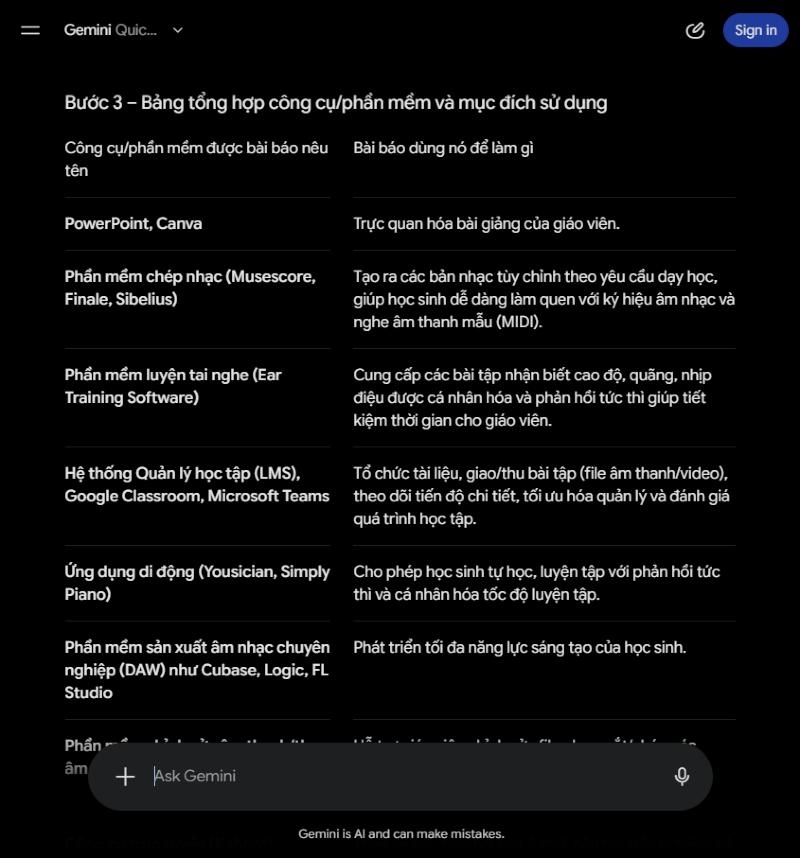 Gemini Quic...
Sign in
Bước 3 – Bảng tổng hợp công cụ/phần mềm và mục đích sử dụng
Công cụ/phần mềm được bài báo nêu
tên
Bài báo dùng nó để làm gì
PowerPoint, Canva
Trực quan hóa bài giảng của giáo viên.
Phần mềm chép nhạc (Musescore,
Finale, Sibelius)
Tạo ra các bản nhạc tùy chỉnh theo yêu cầu dạy học,
giúp học sinh dễ dàng làm quen với ký hiệu âm nhạc và
nghe âm thanh mẫu (MIDI).
Phần mềm luyện tai nghe (Ear
Training Software)
Cung cấp các bài tập nhận biết cao độ, quãng, nhịp
điệu được cá nhân hóa và phản hồi tức thì giúp tiết
kiệm thời gian cho giáo viên.
Hệ thống Quản lý học tập (LMS),
Google Classroom, Microsoft Teams
Tổ chức tài liệu, giao/thu bài tập (file âm thanh/video),
theo dõi tiến độ chi tiết, tối ưu hóa quản lý và đánh giá
quá trình học tập.
Ứng dụng di động (Yousician, Simply
Piano)
Cho phép học sinh tự học, luyện tập với phản hồi tức
thì và cá nhân hóa tốc độ luyện tập.
Phần mềm sản xuất âm nhạc chuyên
nghiệp (DAW) như Cubase, Logic, FL
Studio
Phát triển tối đa năng lực sáng tạo của học sinh.
Phần
âm
Ask Gemini
Gemini is AI and can make mistakes.